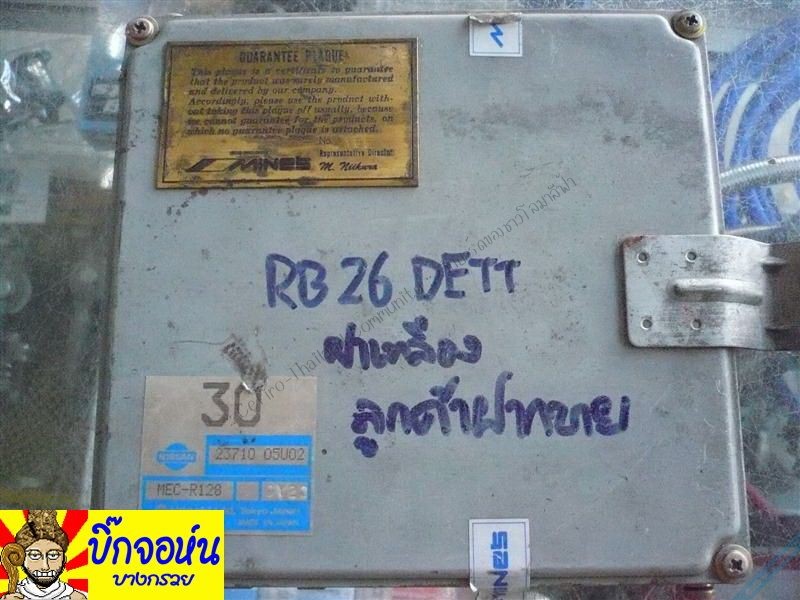 GUARANTEE PLAQUE
This plaque is a certificate to guarantee
that the product was surely manufactured
and delivered by our company.
Accordingly, please use the product with-
out taking this plaque off usually, because
we cannot guarantee for the products, on
which no guarantee plaque is attached.
No.
Representative Director
MINES M. Niikura
RB 26 DETT
ฝาเหลือง
ลูกค้าฝากขาย
30
NISSAN 23710 05U02
MEC-R128
Tokyo, Japan
MADE IN JAPAN
MINES
บิ๊กจอห์น
บางกรวย